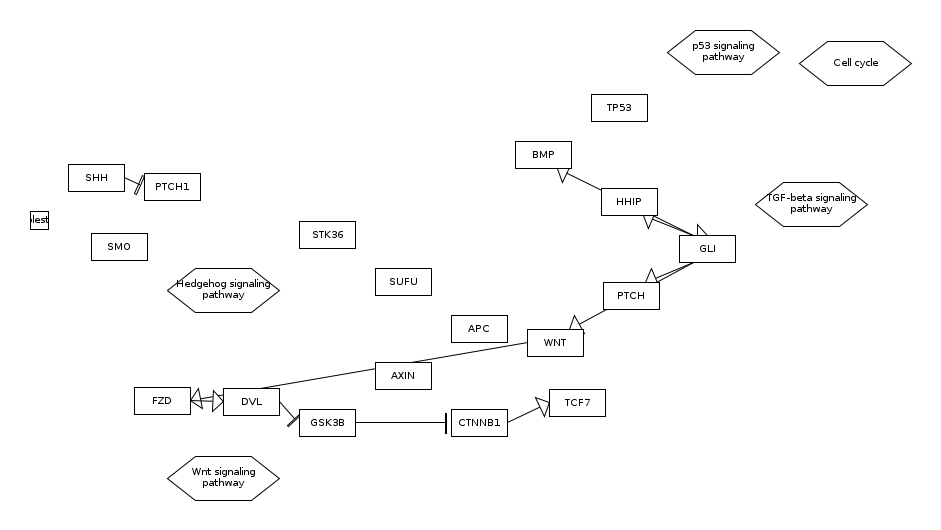 p53 signaling
pathway
Cell cycle
TP53
BMP
SHH
PTCH1
HHIP
TGF-beta signaling
pathway
STK36
SMO
GLI
Hedgehog signaling
pathway
SUFU
PTCH
APC
WNT
AXIN
FZD
DVL
TCF7
GSK3B
CTNNB1
Wnt signaling
pathway